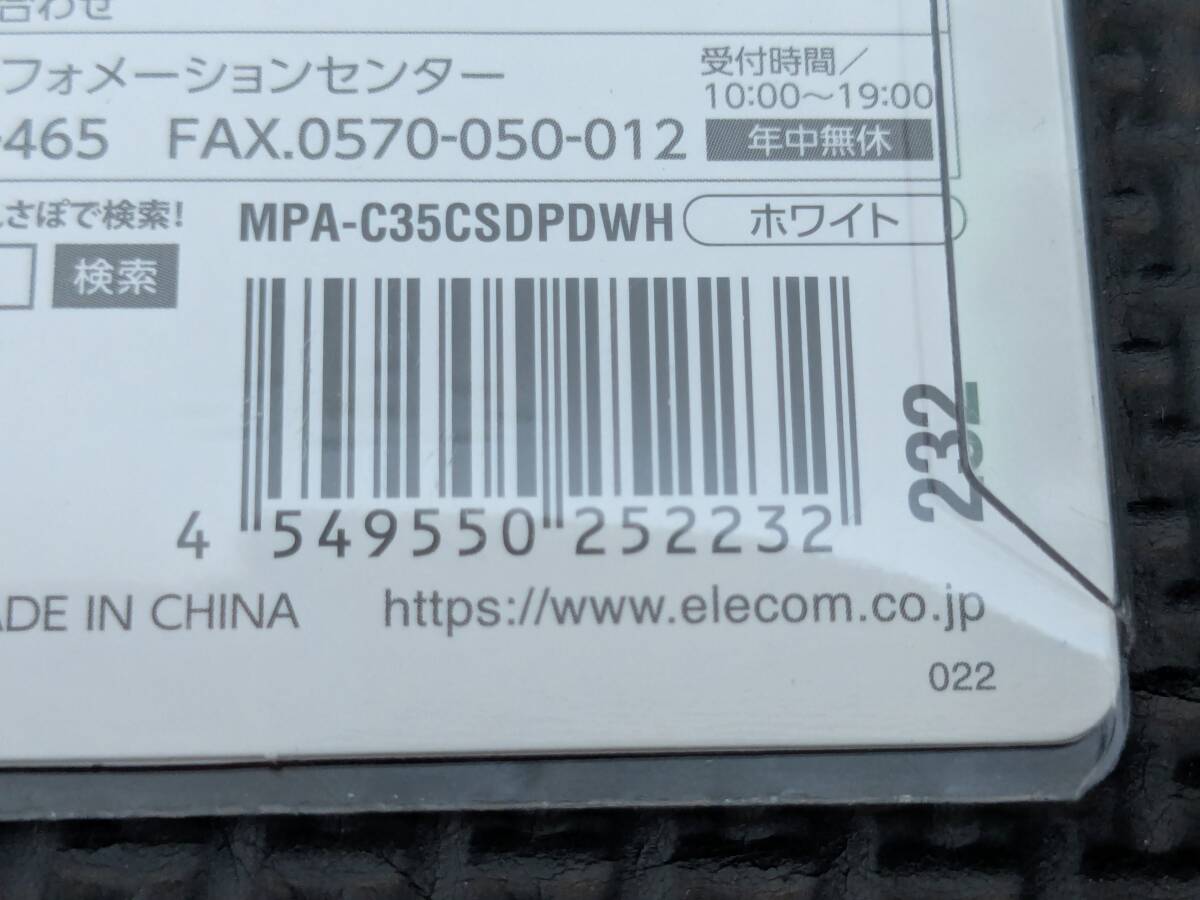 合わせ
フォメーションセンター
受付時間／
10:00～19:00
-465 FAX.0570-050-012
年中無休
さぽで検索!
検索
MPA-C35CSDPDWH ホワイト
4 549550 252232
232
ADE IN CHINA
https://www.elecom.co.jp
022